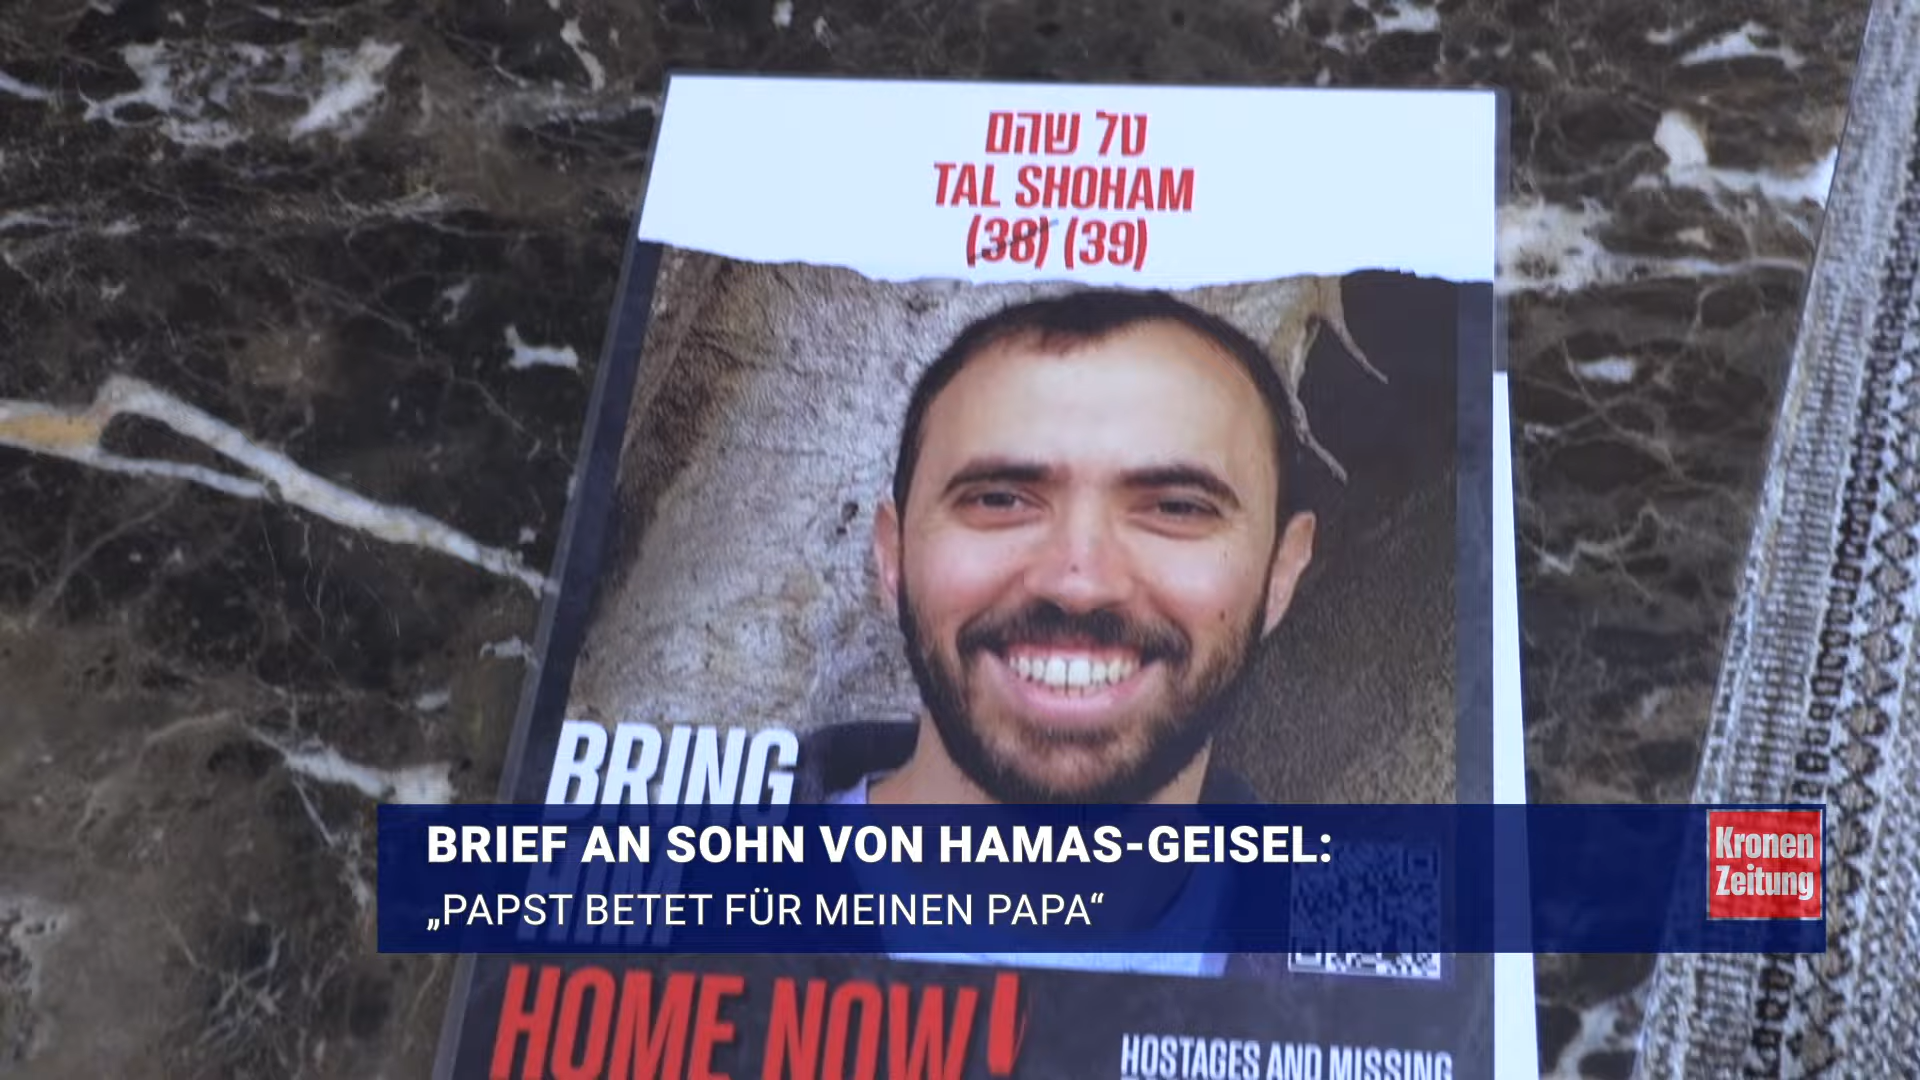 טל שהם
TAL SHOHAM
(38) (39)
BRING
HIM
HOME NOW!
HOSTAGES AND MISSING
BRIEF AN SOHN VON HAMAS-GEISEL:
„PAPST BETET FÜR MEINEN PAPA“
Kronen
Zeitung